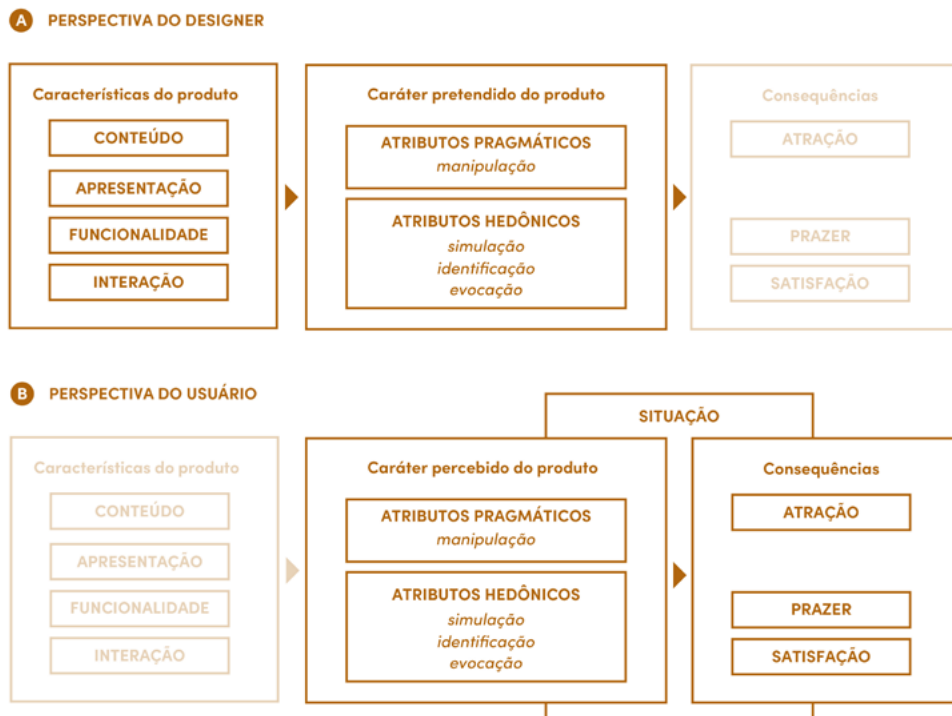 A PERSPECTIVA DO DESIGNER
Características do produto
CONTEÚDO
APRESENTAÇÃO
FUNCIONALIDADE
INTERAÇÃO
Caráter pretendido do produto
ATRIBUTOS PRAGMÁTICOS
manipulação
ATRIBUTOS HEDÔNICOS
simulação
identificação
evocação
Consequências
ATRAÇÃO
PRAZER
SATISFAÇÃO
B PERSPECTIVA DO USUÁRIO
SITUAÇÃO
Características do produto
CONTEÚDO
APRESENTAÇÃO
FUNCIONALIDADE
INTERAÇÃO
Caráter percebido do produto
ATRIBUTOS PRAGMÁTICOS
manipulação
ATRIBUTOS HEDÔNICOS
simulação
identificação
evocação
Consequências
ATRAÇÃO
PRAZER
SATISFAÇÃO